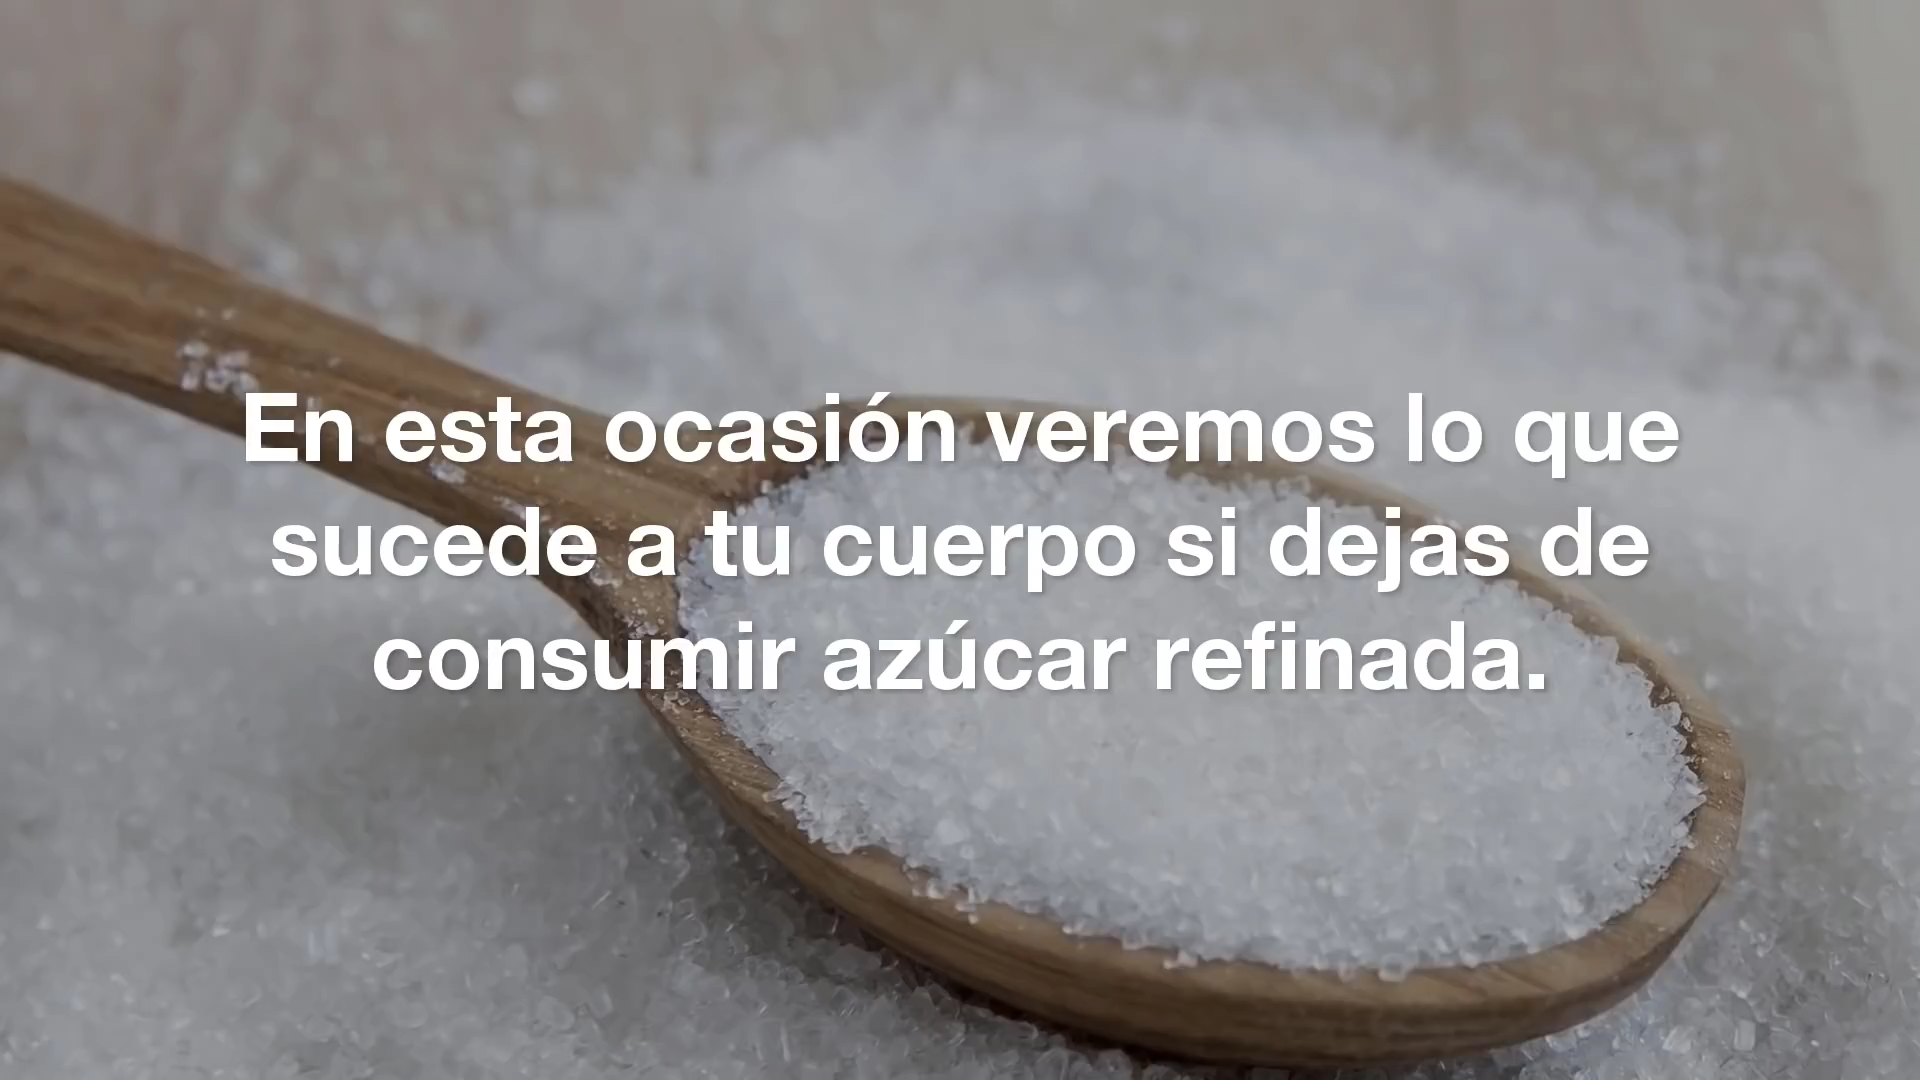 En esta ocasión veremos lo que
sucede a tu cuerpo si dejas de
consumir azúcar refinada.